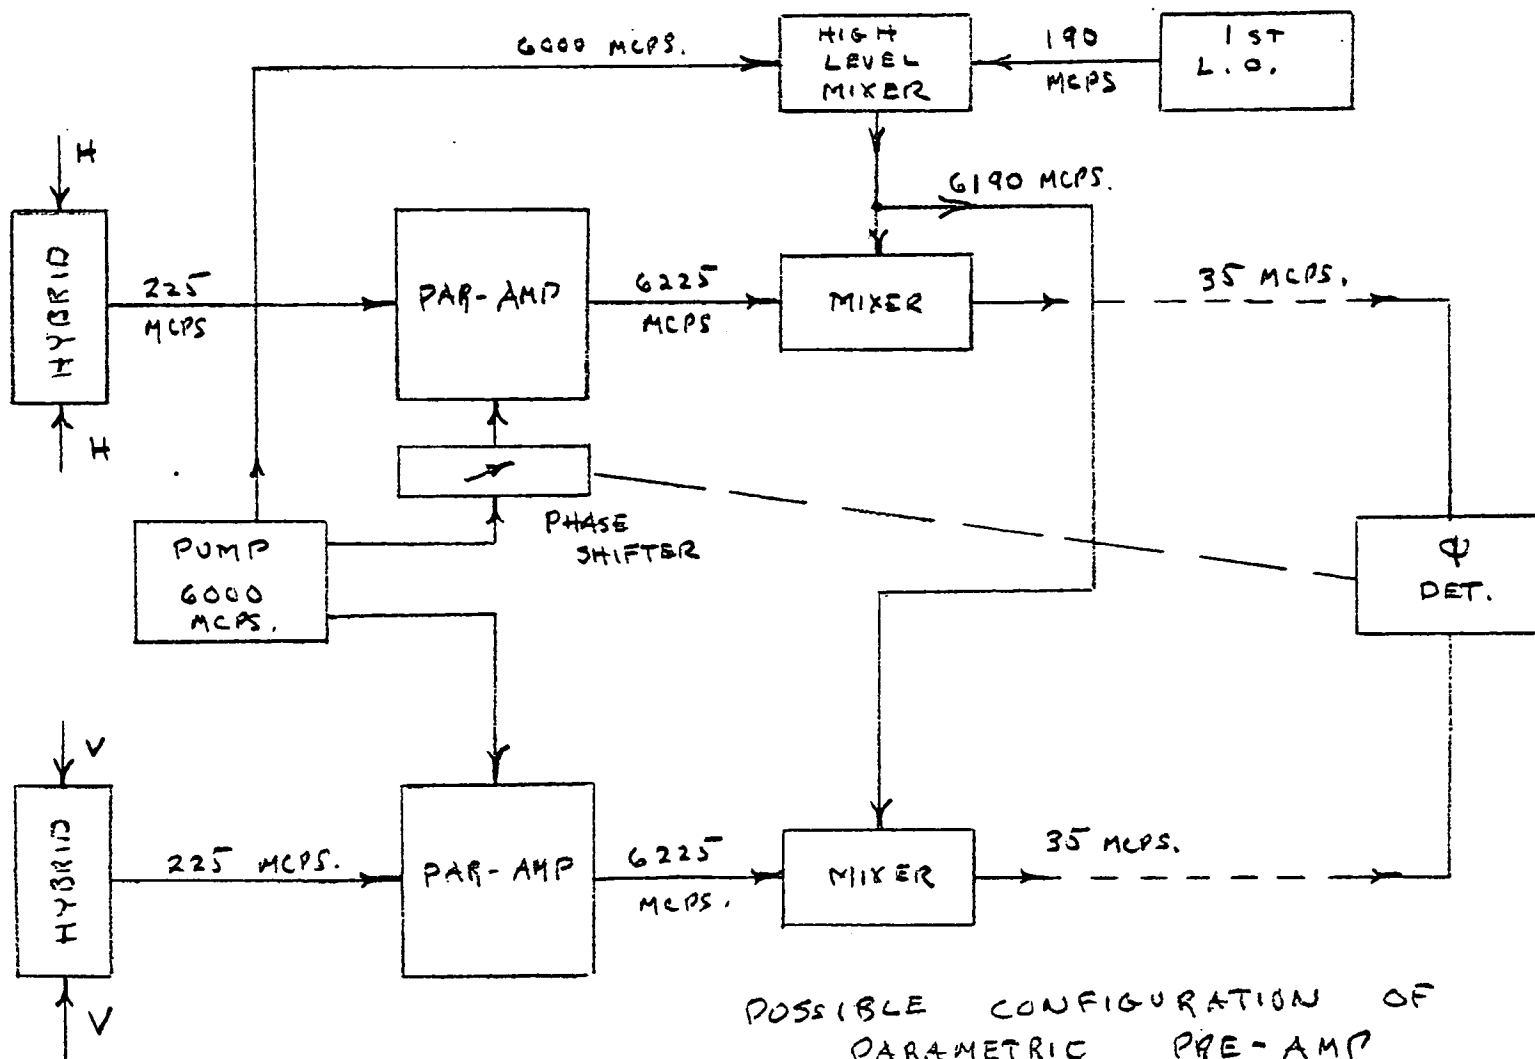 6000 MCPS.
HIGH
LEVEL
MIXER
190
MCPS
1ST
L.O.
H
6190 MCPS.
HYBRID
225
MCPS
PAR-AMP
6225
MCPS
MIXER
35 MCPS.
H
PHASE
SHIFTER
PUMP
6000
MCPS.
φ
DET.
V
HYBRID
225 MCPS.
PAR-AMP
6225
MCPS.
MIXER
35 MCPS.
V
POSSIBLE CONFIGURATION OF
PARAMETRIC PRE-AMP